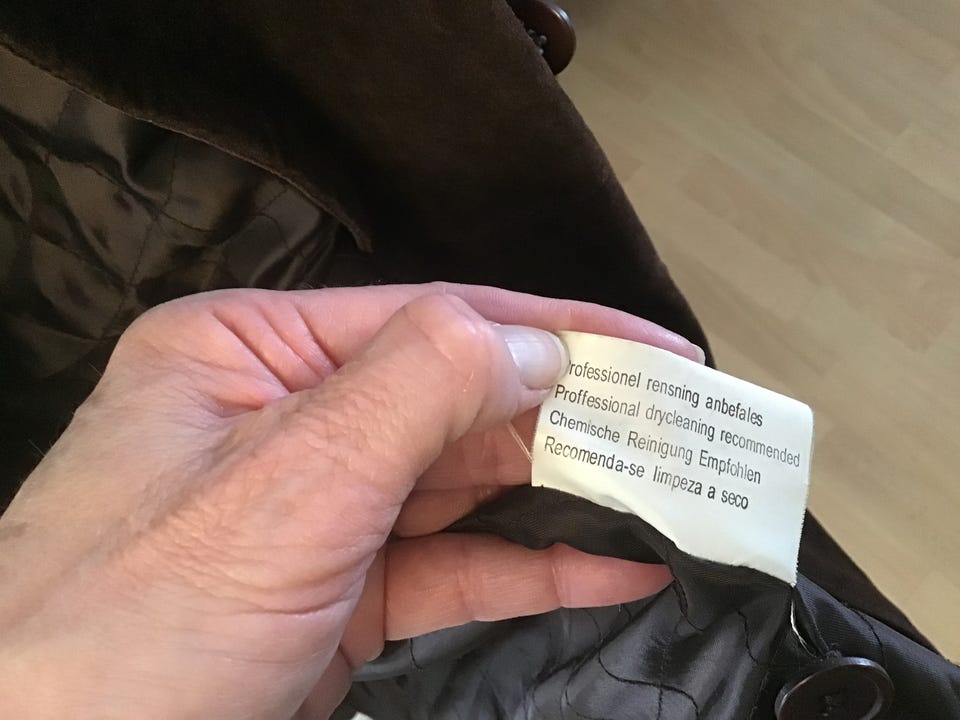 Professionel rensning anbefales
Proffessional drycleaning recommended
Chemische Reinigung Empfohlen
Recomenda-se limpeza a seco